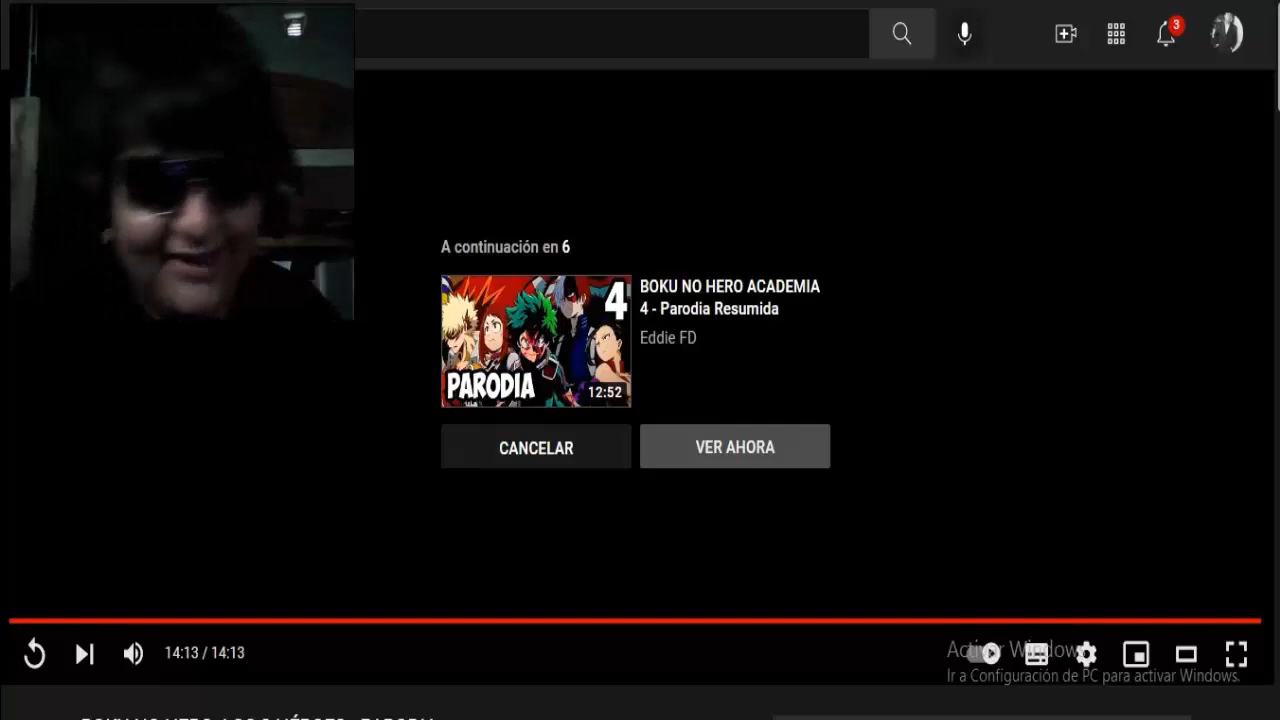 3
A continuación en 6
BOKU NO HERO ACADEMIA
4 - Parodia Resumida
Eddie FD
4
PARODIA
12:52
CANCELAR
VER AHORA
14:13 / 14:13
Activar Windows
Ir a Configuración de PC para activar Windows.